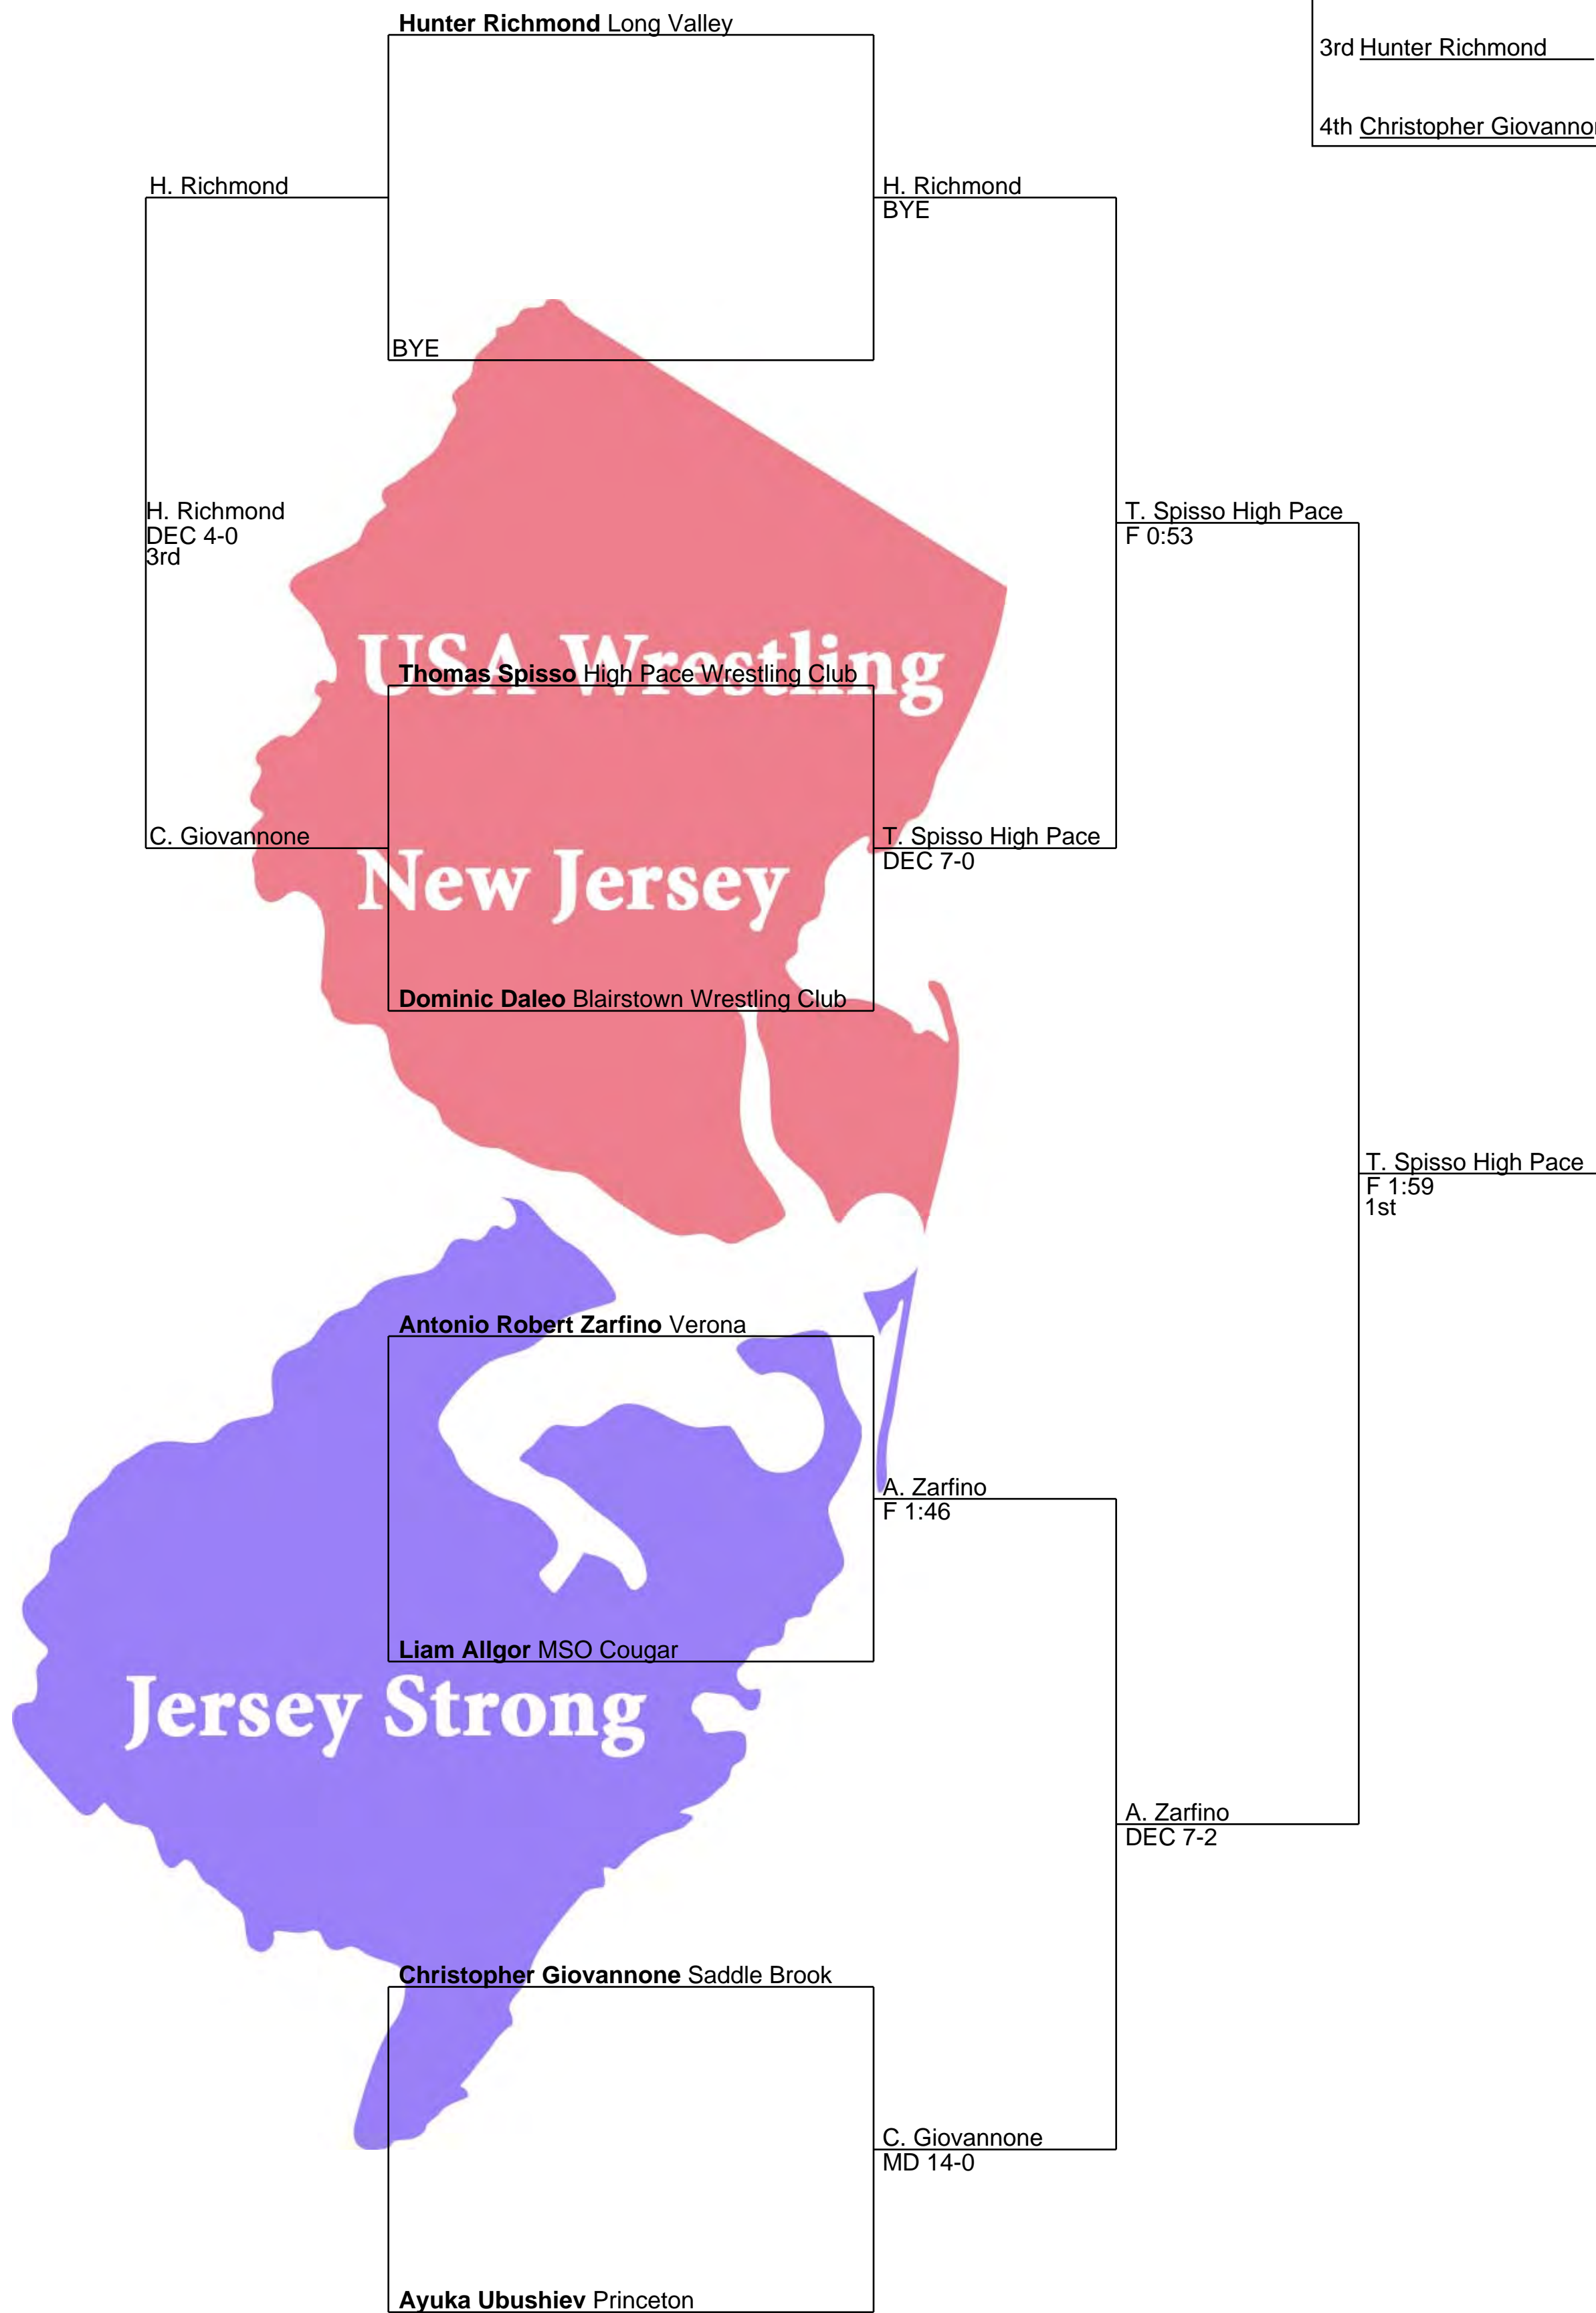 Hunter Richmond Long Valley
3rd Hunter Richmond
4th Christopher
H. Richmond
H. Richmond
BYE
BYE
H. Richmond
DEC 4-0
3rd
T. Spisso High Pace
F 0:53
USA Wrestling
Thomas Spisso High Pace Wrestling Club
C. Giovannone
T. Spisso High Pace
DEC 7-0
New Jersey
Dominic Daleo Blairstown Wrestling Club
T. Spisso High Pace
F 1:59
1st
Antonio Robert Zarfino Verona
A. Zarfino
F 1:46
Liam Allgor MSO Cougar
Jersey Strong
A. Zarfino
DEC 7-2
Christopher Giovannone Saddle Brook
C. Giovannone
MD 14-0
Ayuka Ubushiev Princeton